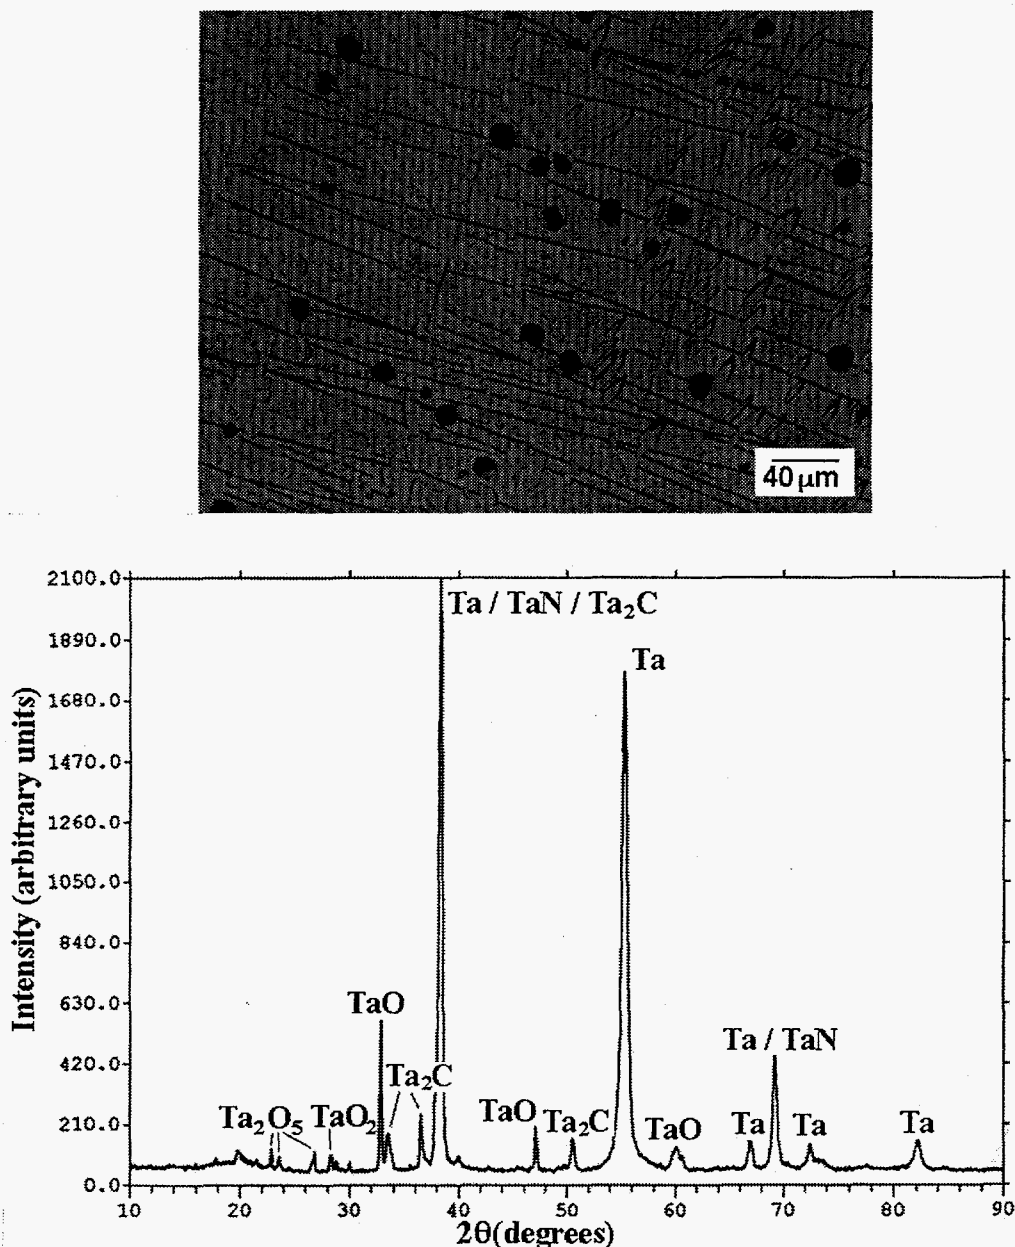 40 μm
2100.0
1890.0
1680.0
1470.0
1260.0
1050.0
840.0
630.0
420.0
210.0
0.0
Intensity (arbitrary units)
Ta / TaN / Ta₂C
Ta
TaO
Ta / TaN
Ta₂C
Ta₂O₅
TaO₂
TaO
Ta₂C
TaO
Ta
Ta
Ta
10
20
30
40
50
60
70
80
90
2θ(degrees)